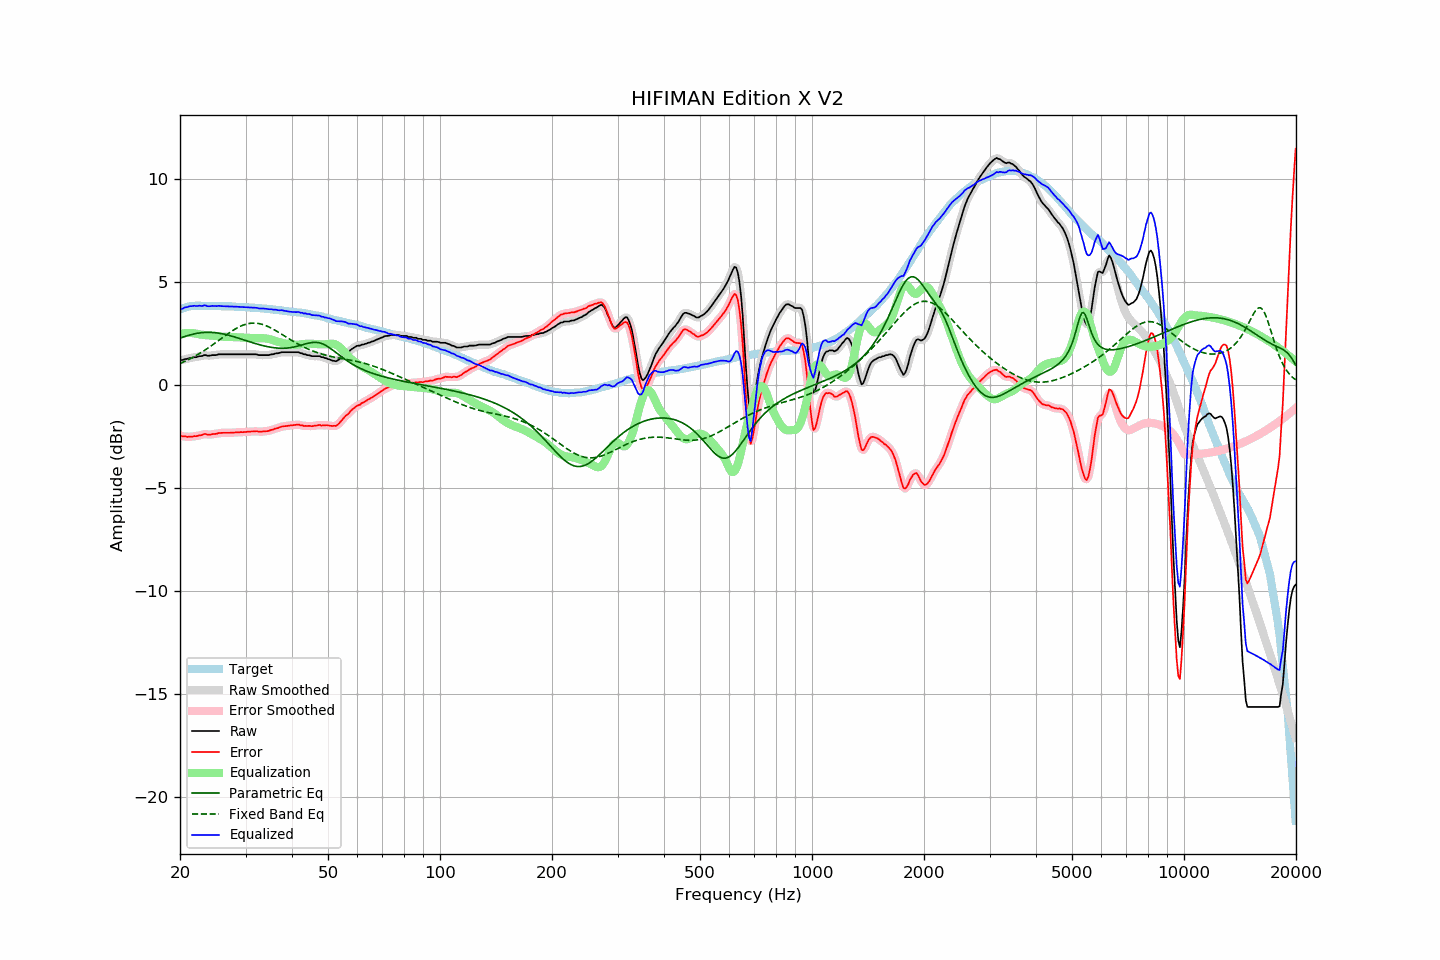 HIFIMAN Edition X V2
Amplitude (dBr)
10
5
0
−5
−10
−15
−20
Target
Raw Smoothed
Error Smoothed
Raw
Error
Equalization
Parametric Eq
Fixed Band Eq
Equalized
20 50 100 200 500 1000 2000 5000 10000 20000
Frequency (Hz)